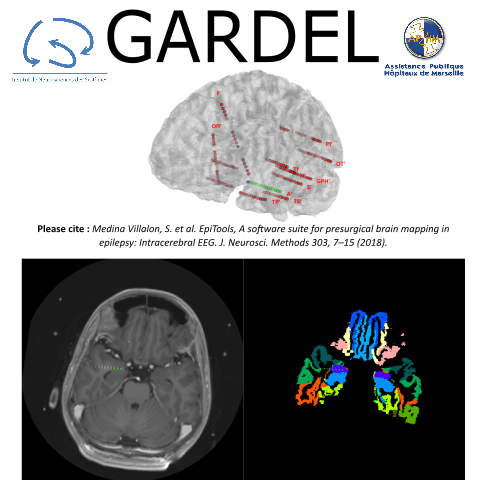 GARDEL
Institut de Neurosciences des Systèmes
Assistance Publique
Hôpitaux de Marseille
OR'
PI'
OT'
GPH'
B'
A'
TB'
TP'
Please cite : Medina Villalon, S. et al. EpiTools, A software suite for presurgical brain mapping in
epilepsy: Intracerebral EEG. J. Neurosci. Methods 303, 7–15 (2018).